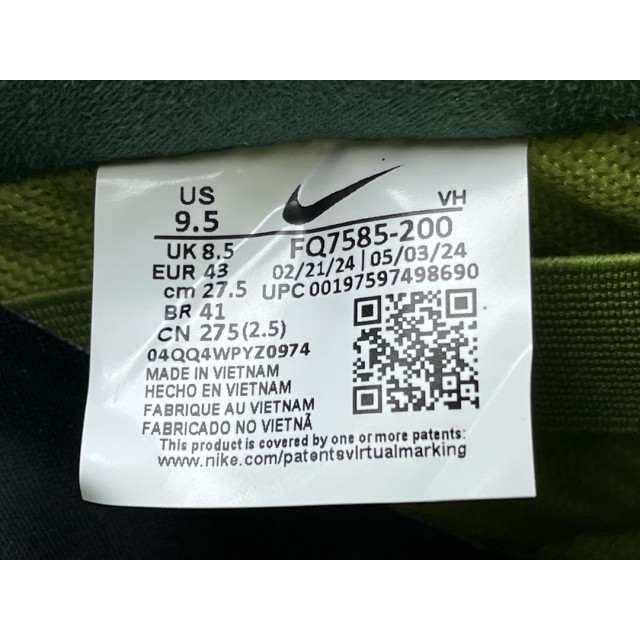 US
9.5
VH
UK 8.5
FQ7585-200
EUR 43
02/21/24 | 05/03/24
cm 27.5
UPC 00197597498690
BR 41
CN 275(2.5)
04QQ4WPYZ0974
MADE IN VIETNAM
HECHO EN VIETNAM
FABRIQUE AU VIETNAM
FABRICADO NO VIETNÃ
This product is covered by one or more patents:
www.nike.com/patentsvirtualmarking